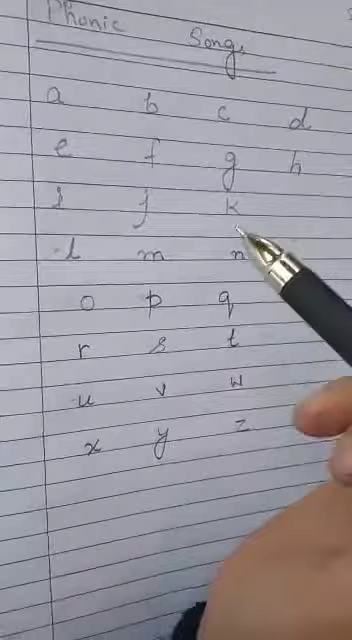 Phonic Songs
a b c d
e f g h
i j k
l m n
o p q
r s t
u v w
x y z